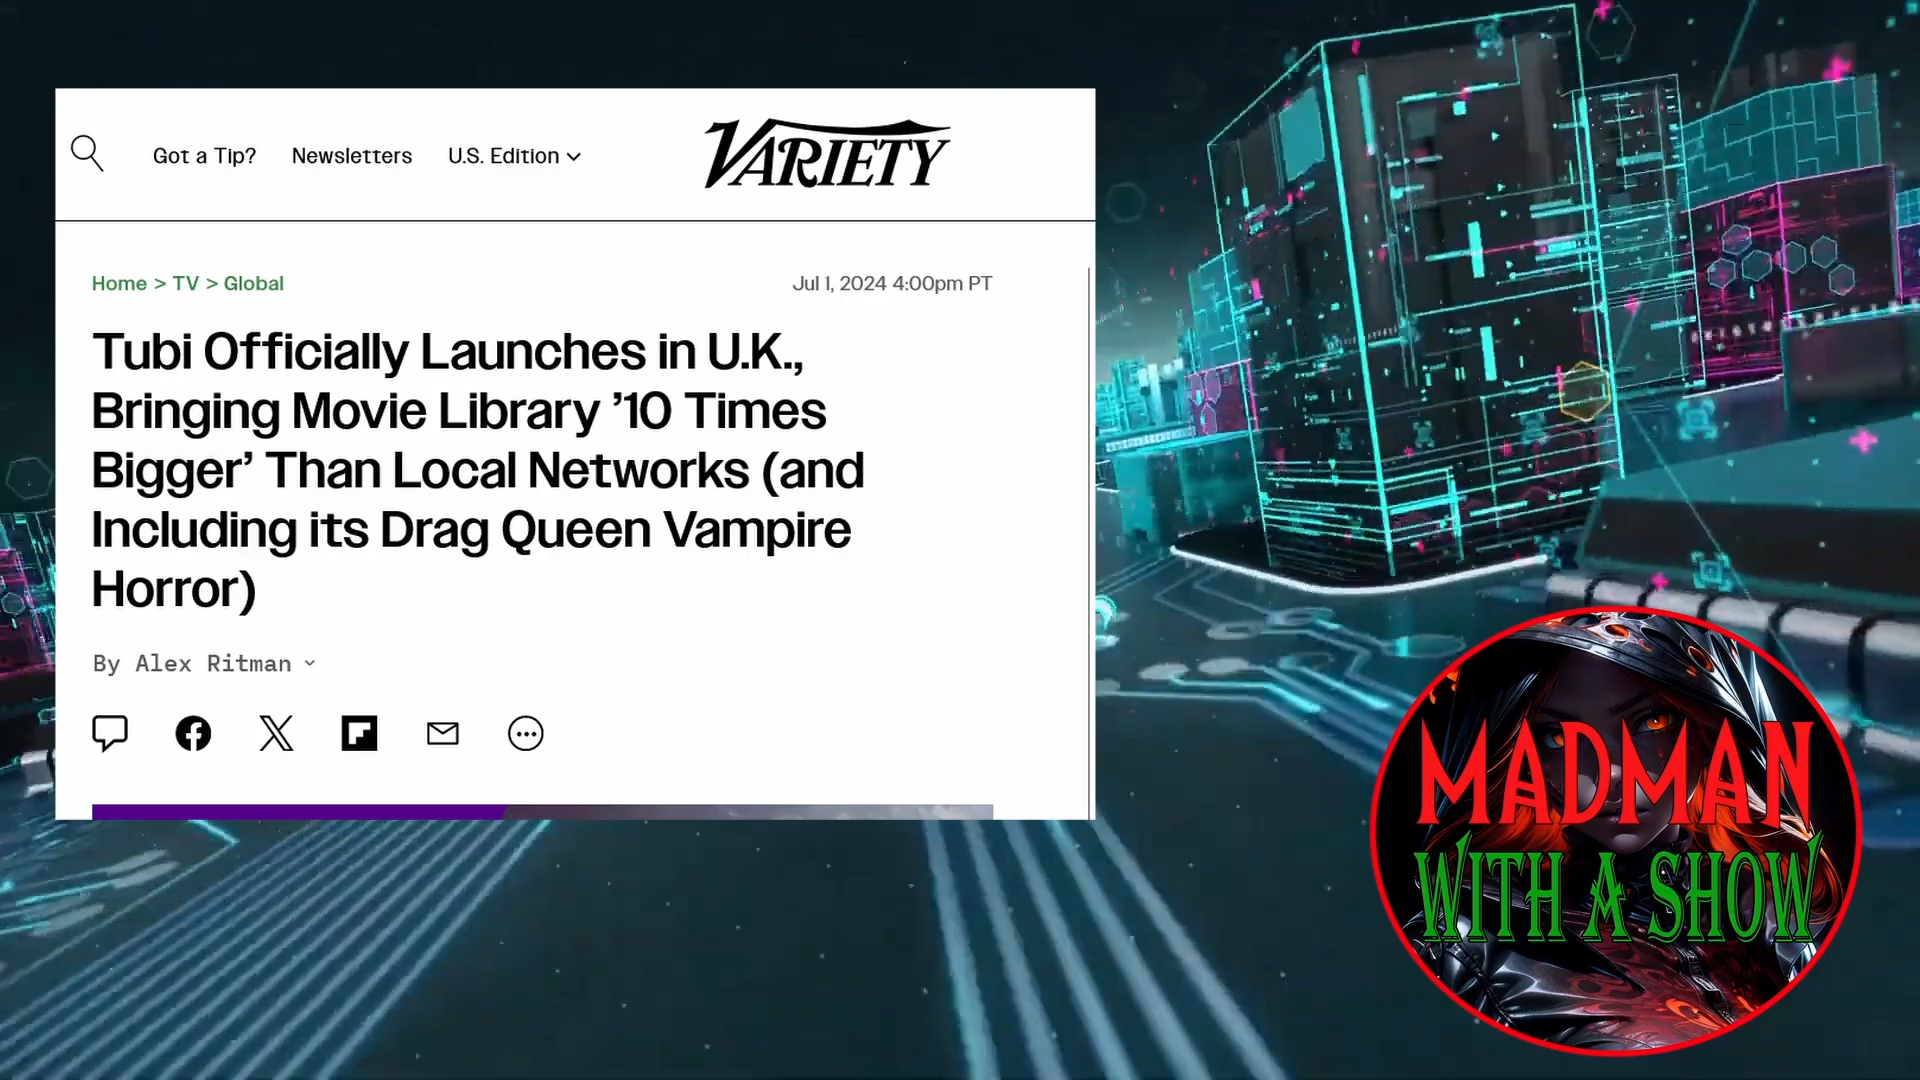 Got a Tip? Newsletters U.S. Edition VARIETY
Home > TV > Global Jul 1, 2024 4:00pm PT
Tubi Officially Launches in U.K.,
Bringing Movie Library ’10 Times
Bigger’ Than Local Networks (and
Including its Drag Queen Vampire
Horror)
By Alex Ritman
MADMAN
WITH A SHOW